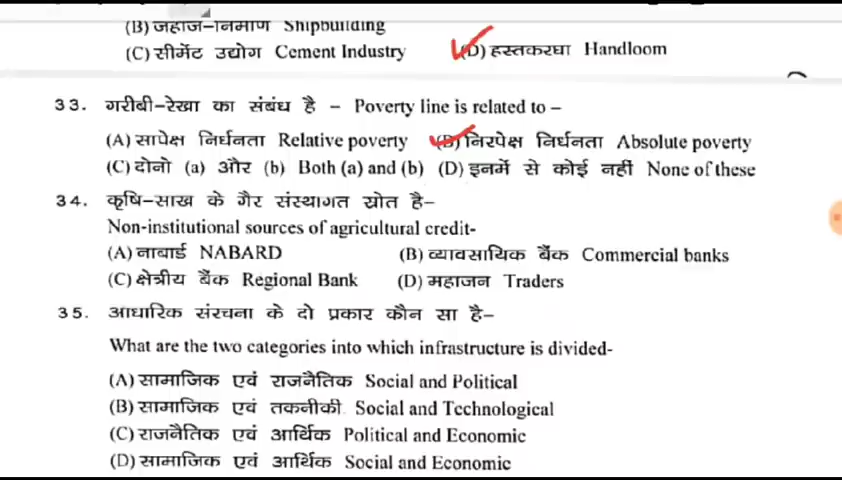 (B) जहाज-निमाण Shipbuilding
(C) सीमेंट उद्योग Cement Industry (D) हस्तकरघा Handloom
33. गरीबी-रेखा का संबंध है - Poverty line is related to -
(A) सापेक्ष निर्धनता Relative poverty (B) निरपेक्ष निर्धनता Absolute poverty
(C) दोनो (a) और (b) Both (a) and (b) (D) इनमें से कोई नहीं None of these
34. कृषि-साख के गैर संस्थागत स्रोत है-
Non-institutional sources of agricultural credit-
(A) नाबार्ड NABARD (B) व्यावसायिक बैंक Commercial banks
(C) क्षेत्रीय बैंक Regional Bank (D) महाजन Traders
35. आधारिक संरचना के दो प्रकार कौन सा है-
What are the two categories into which infrastructure is divided-
(A) सामाजिक एवं राजनैतिक Social and Political
(B) सामाजिक एवं तकनीकी Social and Technological
(C) राजनैतिक एवं आर्थिक Political and Economic
(D) सामाजिक एवं आर्थिक Social and Economic